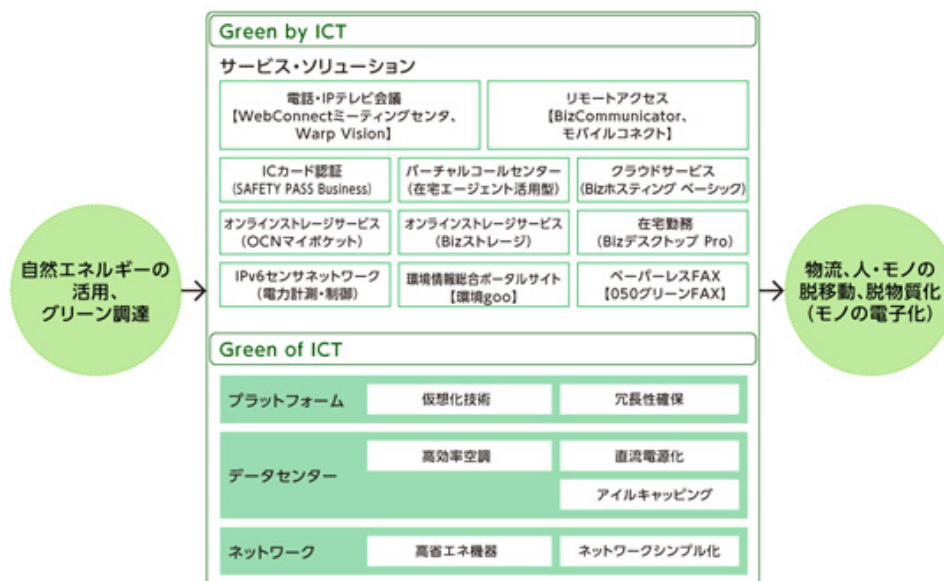 Green by ICT
サービス・ソリューション
電話・IPテレビ会議
【WebConnectミーティングセンタ、
Warp Vision】
リモートアクセス
【BizCommunicator、
モバイルコネクト】
ICカード認証
(SAFETY PASS Business)
バーチャルコールセンター
(在宅エージェント活用型)
クラウドサービス
(Bizホスティング ベーシック)
オンラインストレージサービス
(OCNマイポケット)
オンラインストレージサービス
(Bizストレージ)
在宅勤務
(Bizデスクトップ Pro)
IPv6センサネットワーク
(電力計測・制御)
環境情報総合ポータルサイト
【環境goo】
ペーパーレスFAX
【050グリーンFAX】
自然エネルギーの
活用、
グリーン調達
物流、人・モノの
脱移動、脱物質化
(モノの電子化)
Green of ICT
プラットフォーム
仮想化技術
冗長性確保
データセンター
高効率空調
直流電源化
アイルキャッピング
ネットワーク
高省エネ機器
ネットワークシンプル化